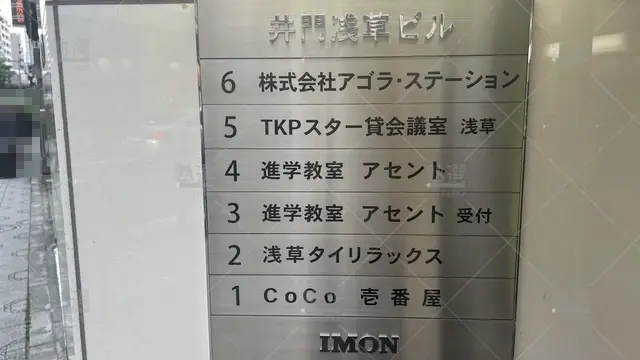 井門浅草ビル
6 株式会社アゴラ・ステーション
5 TKPスター貸会議室 浅草
4 進学教室 アセント
3 進学教室 アセント 受付
2 浅草タイリラックス
1 CoCo 壱番屋
IMON